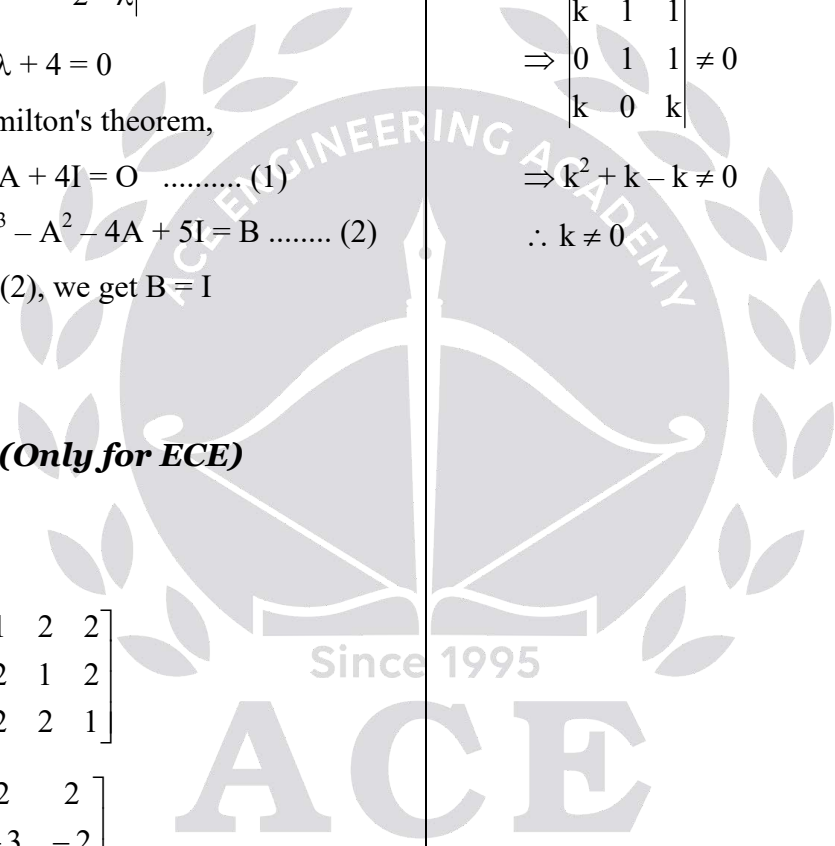 2 λ|
λ + 4 = 0
milton's theorem,
A + 4I = O .......... (1)
³ – A² – 4A + 5I = B ........ (2)
(2), we get B = I
(Only for ECE)
1 2 2]
2 1 2
2 2 1]
2 2]
3 –2
|k 1 1|
⇒ |0 1 1| ≠ 0
|k 0 k|
⇒ k² + k – k ≠ 0
∴ k ≠ 0
ACE ENGINEERING ACADEMY
Since 1995
ACE